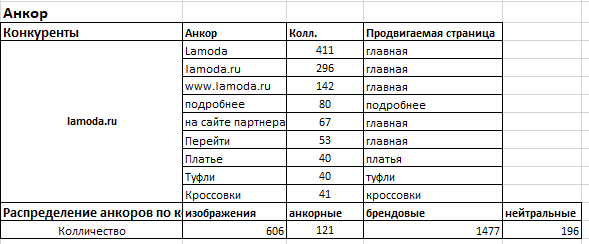 Анкор
Конкуренты Анкор Колл. Продвигаемая страница
lamoda.ru
Lamoda 411 главная
lamoda.ru 296 главная
www.lamoda.ru 142 главная
подробнее 80 подробнее
на сайте партнера 67 главная
Перейти 53 главная
Платье 40 платья
Туфли 40 туфли
Кроссовки 41 кроссовки
Распределение анкоров по к изображения анкорные брендовые нейтральные
Колличество 606 121 1477 196